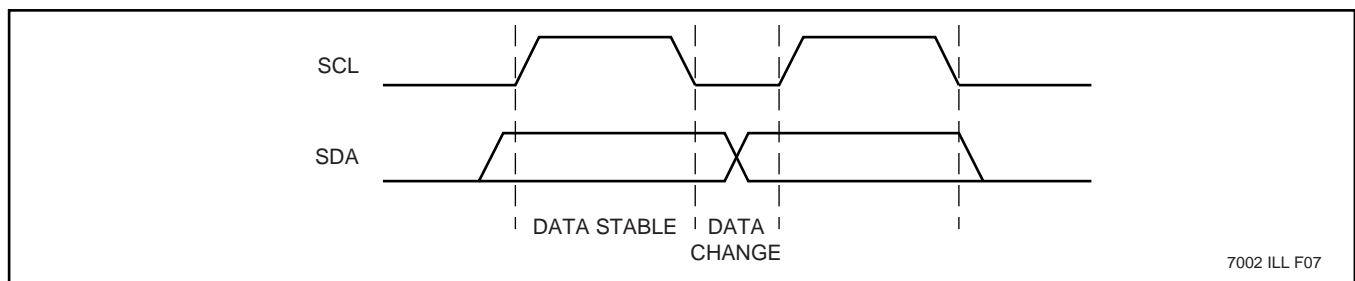 SCL
SDA
DATA STABLE
DATA
CHANGE
7002 ILL F07